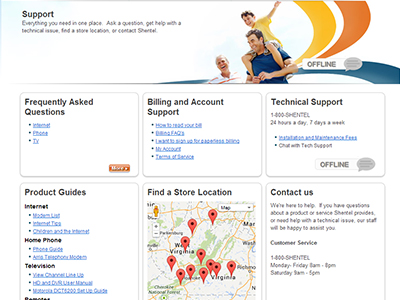 Support
Everything you need in one place. Ask a question, get help with a
technical issue, find a store location, or contact Shentel.
OFFLINE
Frequently Asked
Questions
Internet
Phone
TV
More
Billing and Account
Support
How to read your bill
Billing FAQ's
I want to sign up for paperless billing
My Account
Terms of Service
Technical Support
1-800-SHENTEL
24 hours a day, 7 days a week
Installation and Maintenance Fees
Chat with Tech Support
OFFLINE
Product Guides
Internet
Modem List
Internet Tips
Children and the Internet
Home Phone
Phone Guide
Arris Telephony Modem
Television
View Channel Line Up
HD and DVR User Manual
Motorola DCT6200 Set Up Guide
Remotes
Find a Store Location
Map
Parkersburg
West
Virginia
Virginia
Cherokee
National Forest
Contact us
We're here to help. If you have questions
about a product or service Shentel provides,
or need help with a technical issue, our staff
will be happy to assist you.
Customer Service
1-800-SHENTEL
Monday- Friday 8am - 8pm
Saturday 9am - 5pm